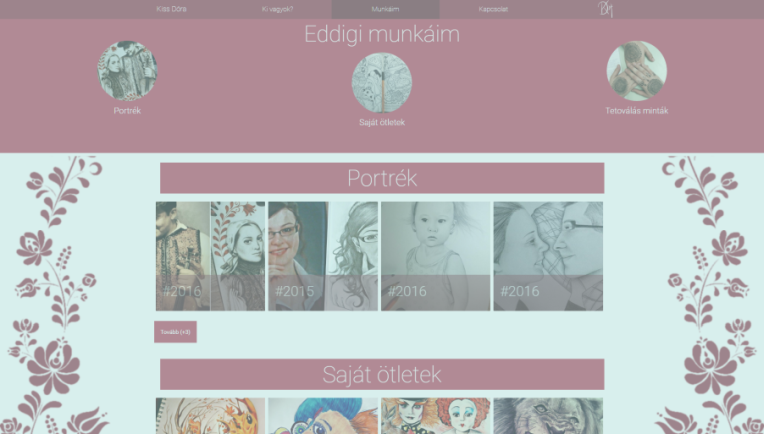 Kiss Dóra
Ki vagyok?
Munkáim
Kapcsolat
Eddigi munkáim
Portrék
Saját ötletek
Tetoválás minták
Portrék
#2016
#2015
#2016
#2016
Tovább (+3)
Saját ötletek